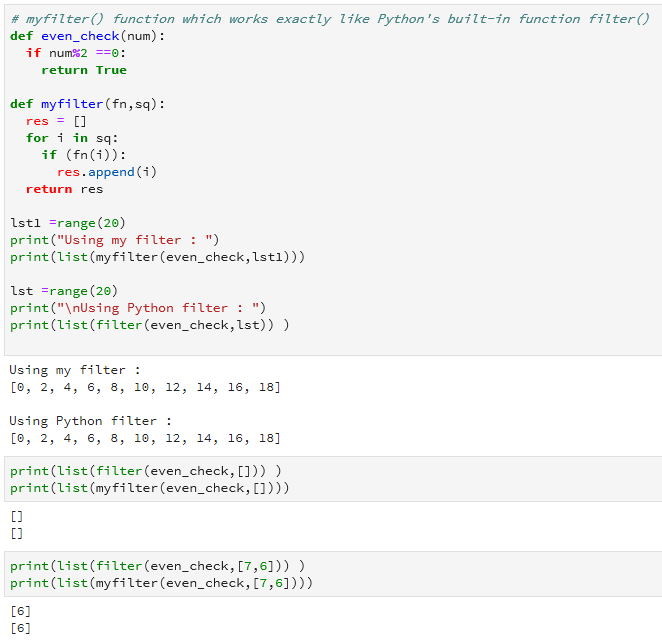 # myfilter() function which works exactly like Python's built-in function filter()
def even_check(num):
  if num%2 ==0:
    return True

def myfilter(fn,sq):
  res = []
  for i in sq:
    if (fn(i)):
      res.append(i)
  return res

lst1 =range(20)
print("Using my filter : ")
print(list(myfilter(even_check,lst1)))

lst =range(20)
print("\nUsing Python filter : ")
print(list(filter(even_check,lst)) )

Using my filter :
[0, 2, 4, 6, 8, 10, 12, 14, 16, 18]

Using Python filter :
[0, 2, 4, 6, 8, 10, 12, 14, 16, 18]

print(list(filter(even_check,[])) )
print(list(myfilter(even_check,[])))

[]
[]

print(list(filter(even_check,[7,6])) )
print(list(myfilter(even_check,[7,6])))

[6]
[6]